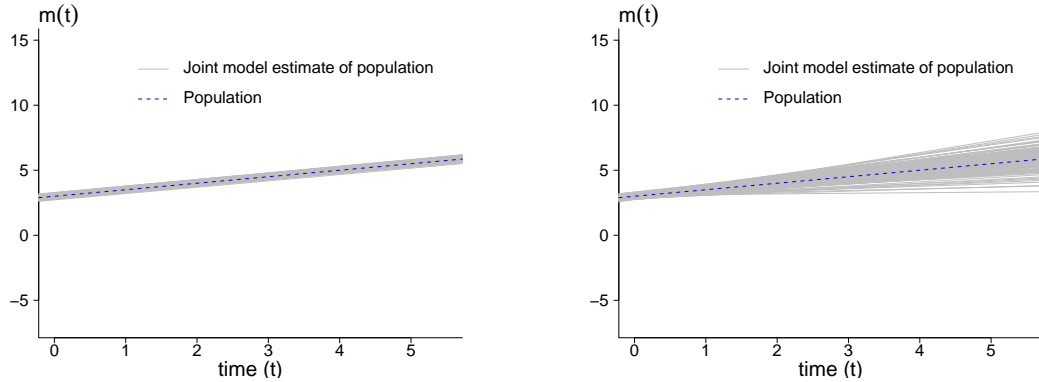 m(t)
15
10
5
0
−5
Joint model estimate of population
Population
0 1 2 3 4 5
time (t)
m(t)
15
10
5
0
−5
Joint model estimate of population
Population
0 1 2 3 4 5
time (t)